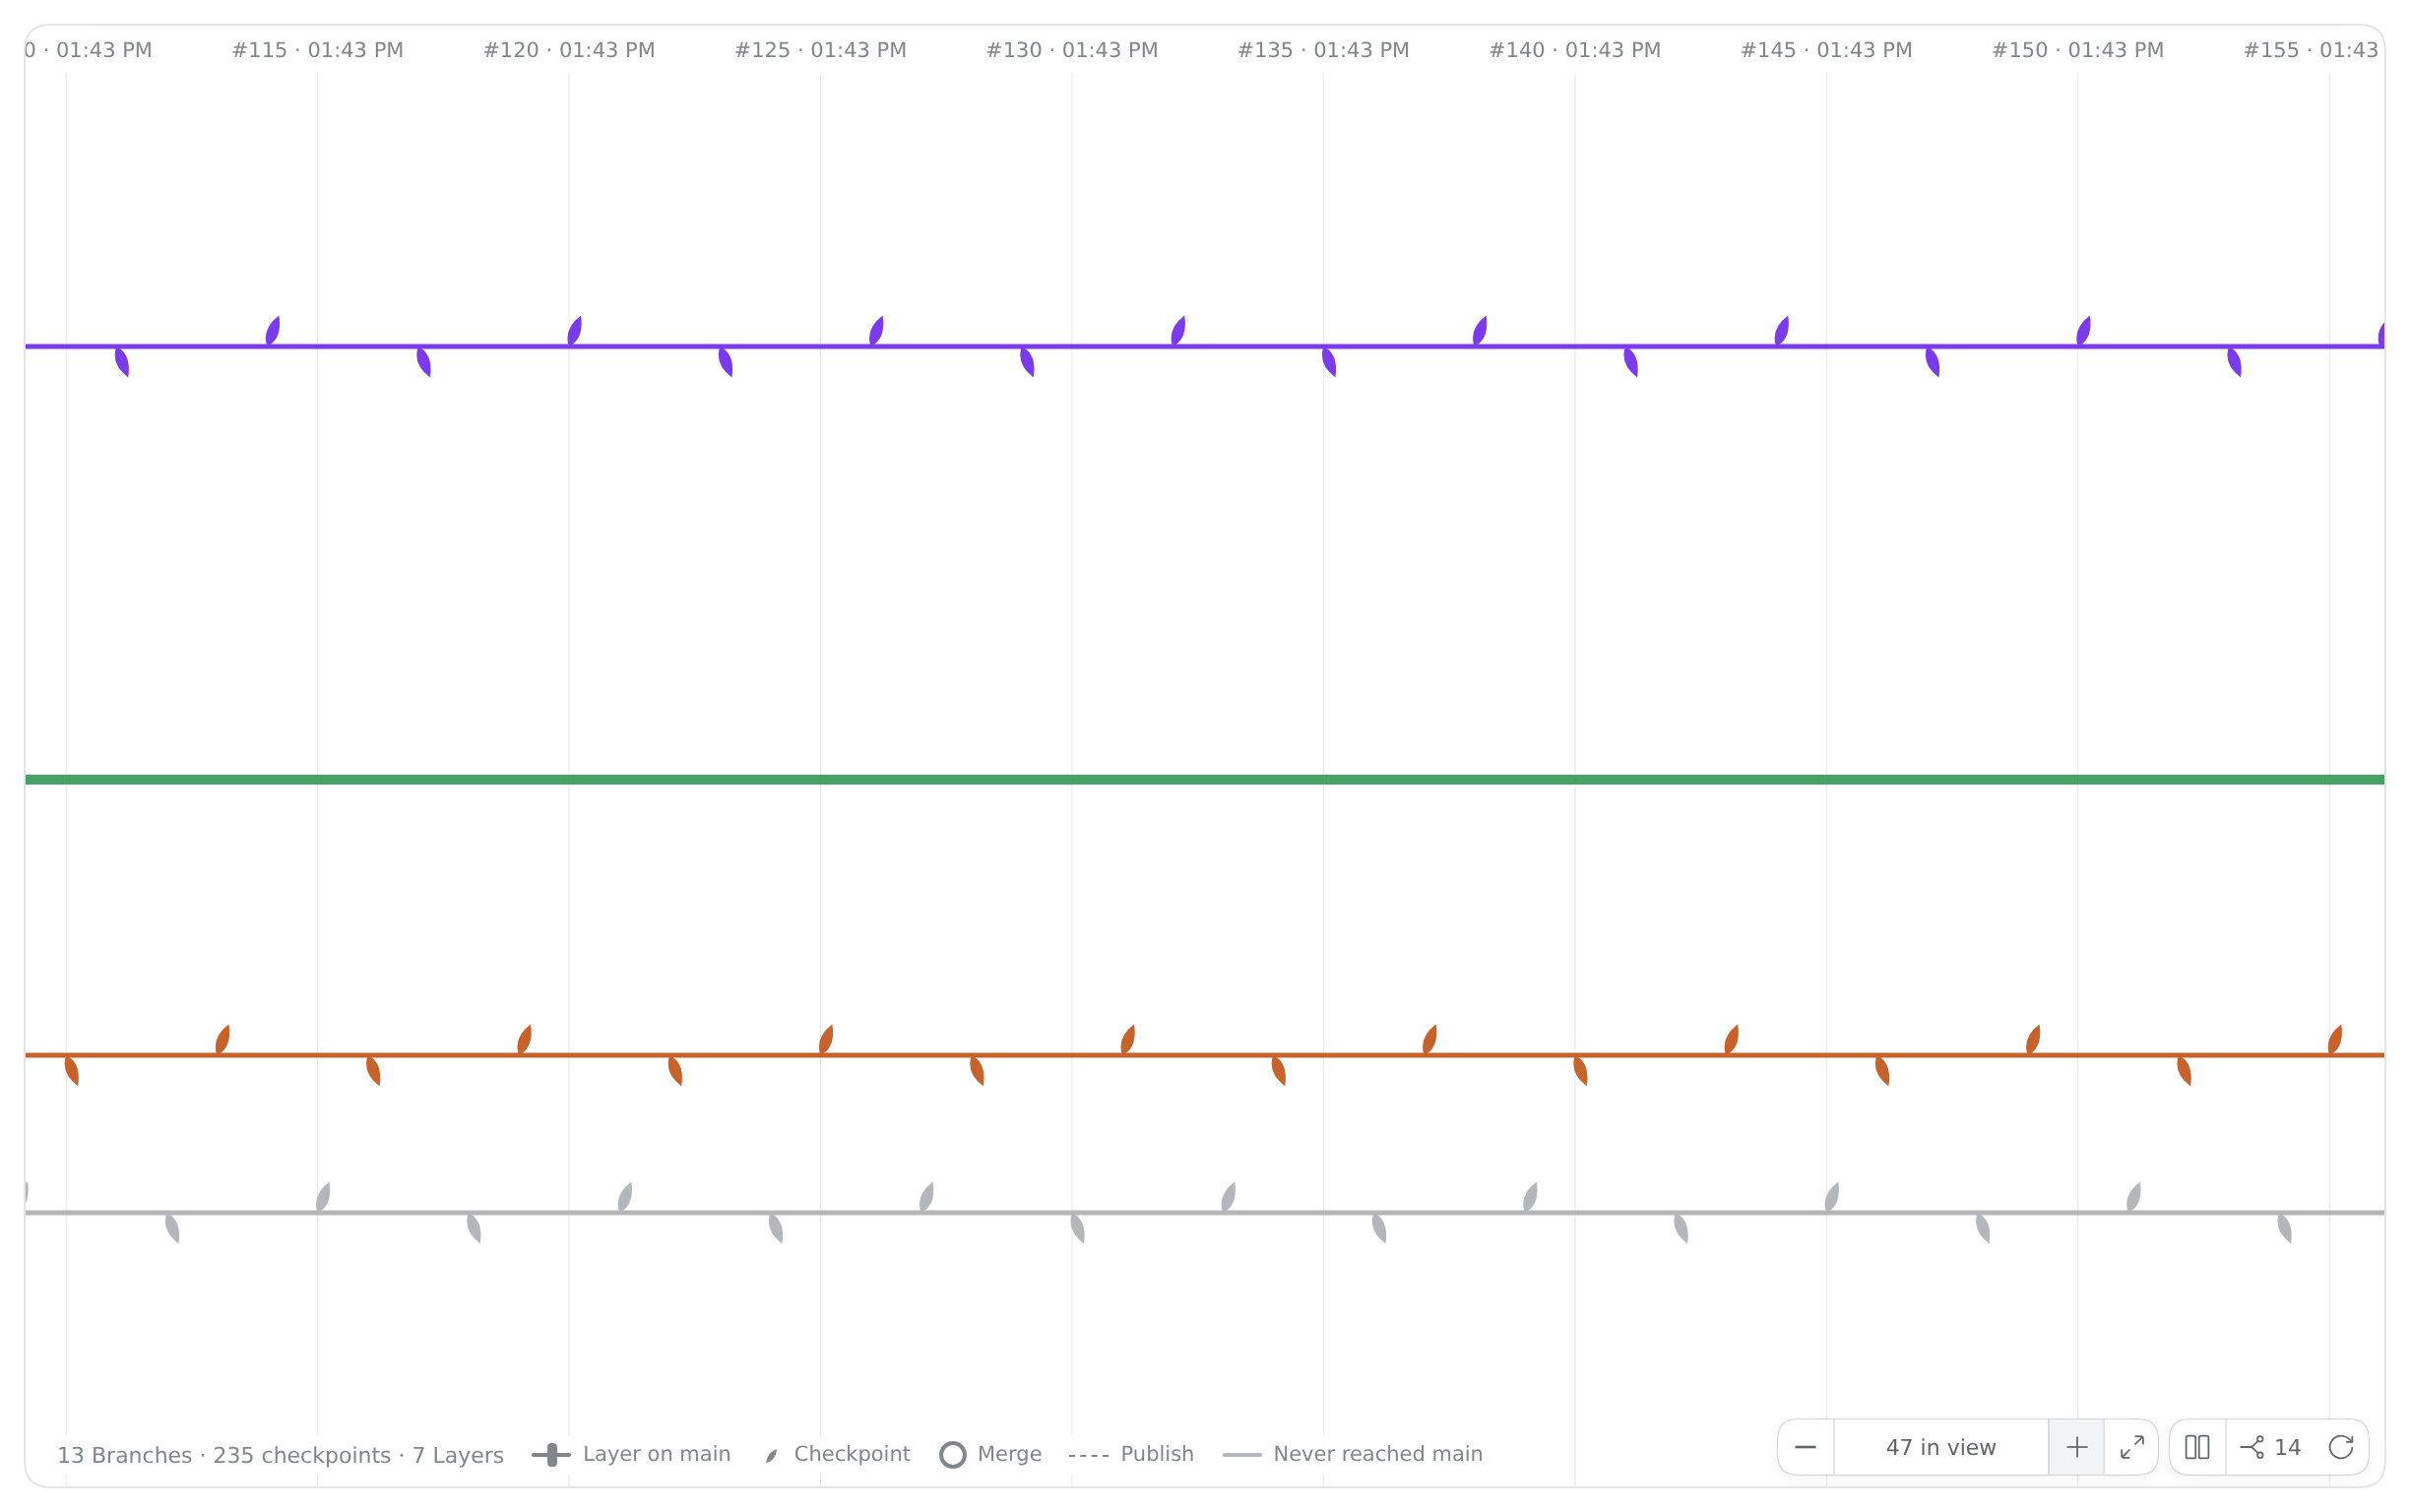 0 · 01:43 PM
#115 · 01:43 PM
#120 · 01:43 PM
#125 · 01:43 PM
#130 · 01:43 PM
#135 · 01:43 PM
#140 · 01:43 PM
#145 · 01:43 PM
#150 · 01:43 PM
#155 · 01:43
13 Branches · 235 checkpoints · 7 Layers
Layer on main
Checkpoint
Merge
Publish
Never reached main
47 in view
14